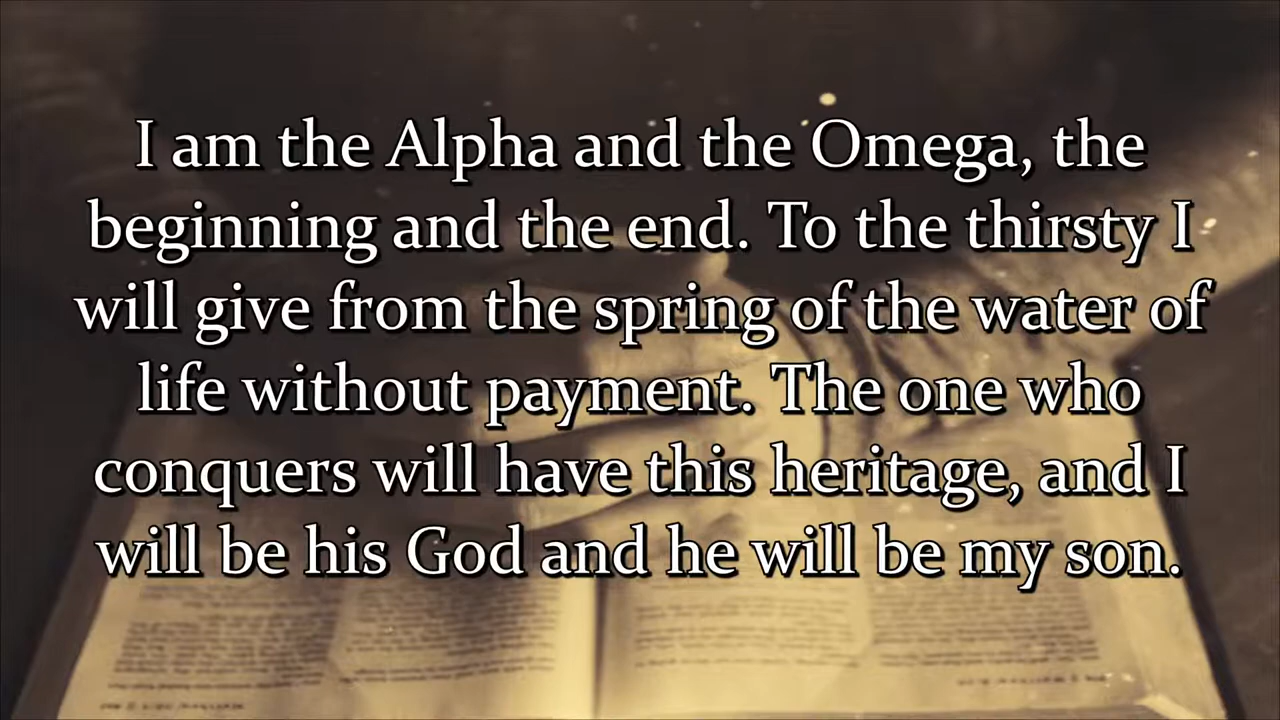 I am the Alpha and the Omega, the
beginning and the end. To the thirsty I
will give from the spring of the water of
life without payment. The one who
conquers will have this heritage, and I
will be his God and he will be my son.